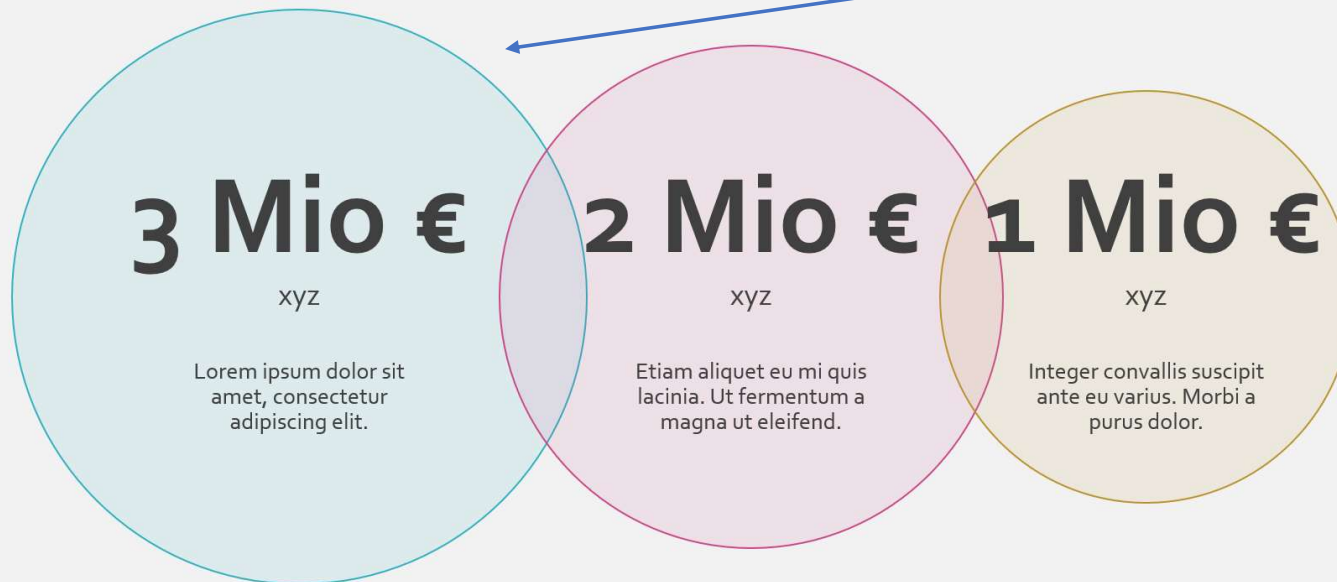 3 Mio €
xyz
Lorem ipsum dolor sit
amet, consectetur
adipiscing elit.
2 Mio €
xyz
Etiam aliquet eu mi quis
lacinia. Ut fermentum a
magna ut eleifend.
1 Mio €
xyz
Integer convallis suscipit
ante eu varius. Morbi a
purus dolor.